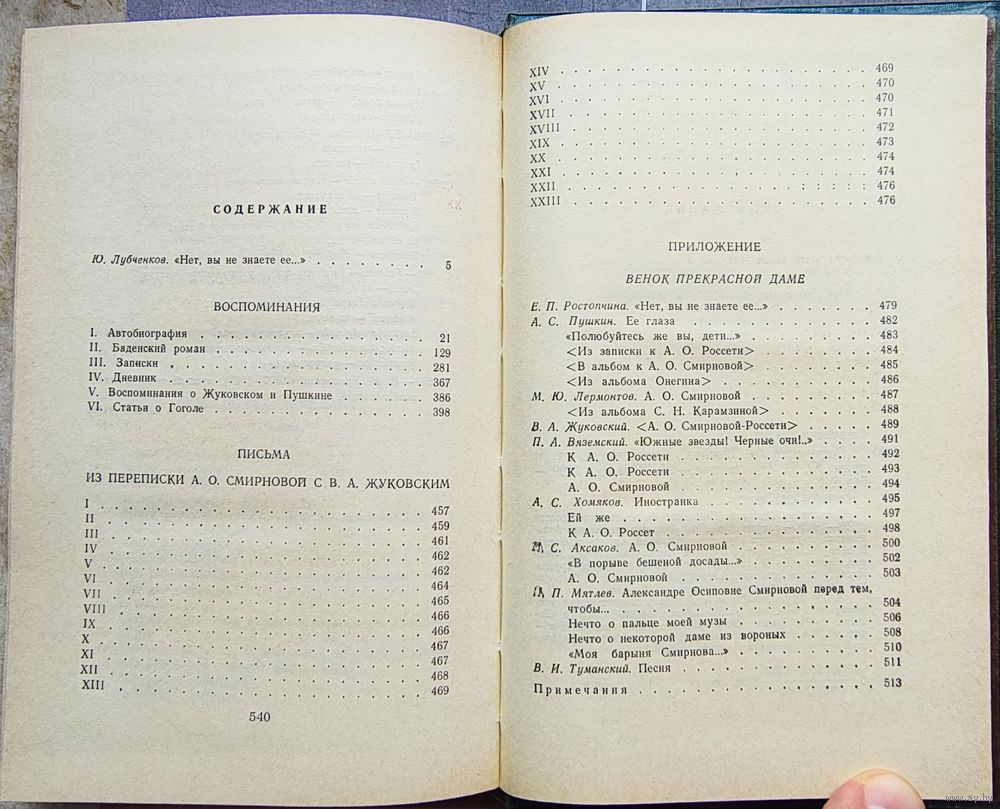 СОДЕРЖАНИЕ
Ю. Лубченков. «Нет, вы не знаете ее...» . . . . . . . . 5
ВОСПОМИНАНИЯ
I. Автобиография . . . . . . . . 21
II. Баденский роман . . . . . . . . 129
III. Записки . . . . . . . . 281
IV. Дневник . . . . . . . . 367
V. Воспоминания о Жуковском и Пушкине . . . . . . . . 386
VI. Статьи о Гоголе . . . . . . . . 398
ПИСЬМА
ИЗ ПЕРЕПИСКИ А. О. СМИРНОВОЙ С В. А. ЖУКОВСКИМ
I . . . . . . . . 457
II . . . . . . . . 459
III . . . . . . . . 461
IV . . . . . . . . 462
V . . . . . . . . 462
VI . . . . . . . . 464
VII . . . . . . . . 465
VIII . . . . . . . . 466
IX . . . . . . . . 466
X . . . . . . . . 467
XI . . . . . . . . 467
XII . . . . . . . . 468
XIII . . . . . . . . 469
540
XIV . . . . . . . . 469
XV . . . . . . . . 470
XVI . . . . . . . . 470
XVII . . . . . . . . 471
XVIII . . . . . . . . 472
XIX . . . . . . . . 473
XX . . . . . . . . 474
XXI . . . . . . . . 474
XXII . . . . . . . . 476
XXIII . . . . . . . . 476
ПРИЛОЖЕНИЕ
ВЕНОК ПРЕКРАСНОЙ ДАМЕ
Е. П. Ростопчина. «Нет, вы не знаете ее...» . . . . . . . . 479
А. С. Пушкин. Ее глаза . . . . . . . . 482
«Полюбуйтесь же вы, дети...» . . . . . . . . 483
<Из записки к А. О. Россети> . . . . . . . . 484
<В альбом к А. О. Смирновой> . . . . . . . . 485
<Из альбома Онегина> . . . . . . . . 486
М. Ю. Лермонтов. А. О. Смирновой . . . . . . . . 487
<Из альбома С. Н. Карамзиной> . . . . . . . . 488
В. А. Жуковский. <А. О. Смирновой-Россети> . . . . . . . . 489
П. А. Вяземский. «Южные звезды! Черные очи!..» . . . . 491
К А. О. Россети . . . . . . . . 492
К А. О. Россети . . . . . . . . 493
А. О. Смирновой . . . . . . . . 494
А. С. Хомяков. Иностранка . . . . . . . . 495
Ей же . . . . . . . . 497
К А. О. Россет . . . . . . . . 498
И. С. Аксаков. А. О. Смирновой . . . . . . . . 500
«В порыве бешеной досады...» . . . . . . . . 502
А. О. Смирновой . . . . . . . . 503
И. П. Мятлев. Александре Осиповне Смирновой перед тем,
чтобы... . . . . . . . . 504
Нечто о пальце моей музы . . . . . . . . 506
Нечто о некоторой даме из вороных . . . . . . . . 508
«Моя барыня Смирнова...» . . . . . . . . 510
В. И. Туманский. Песня . . . . . . . . 511
Примечания . . . . . . . . 513
www.ay.by